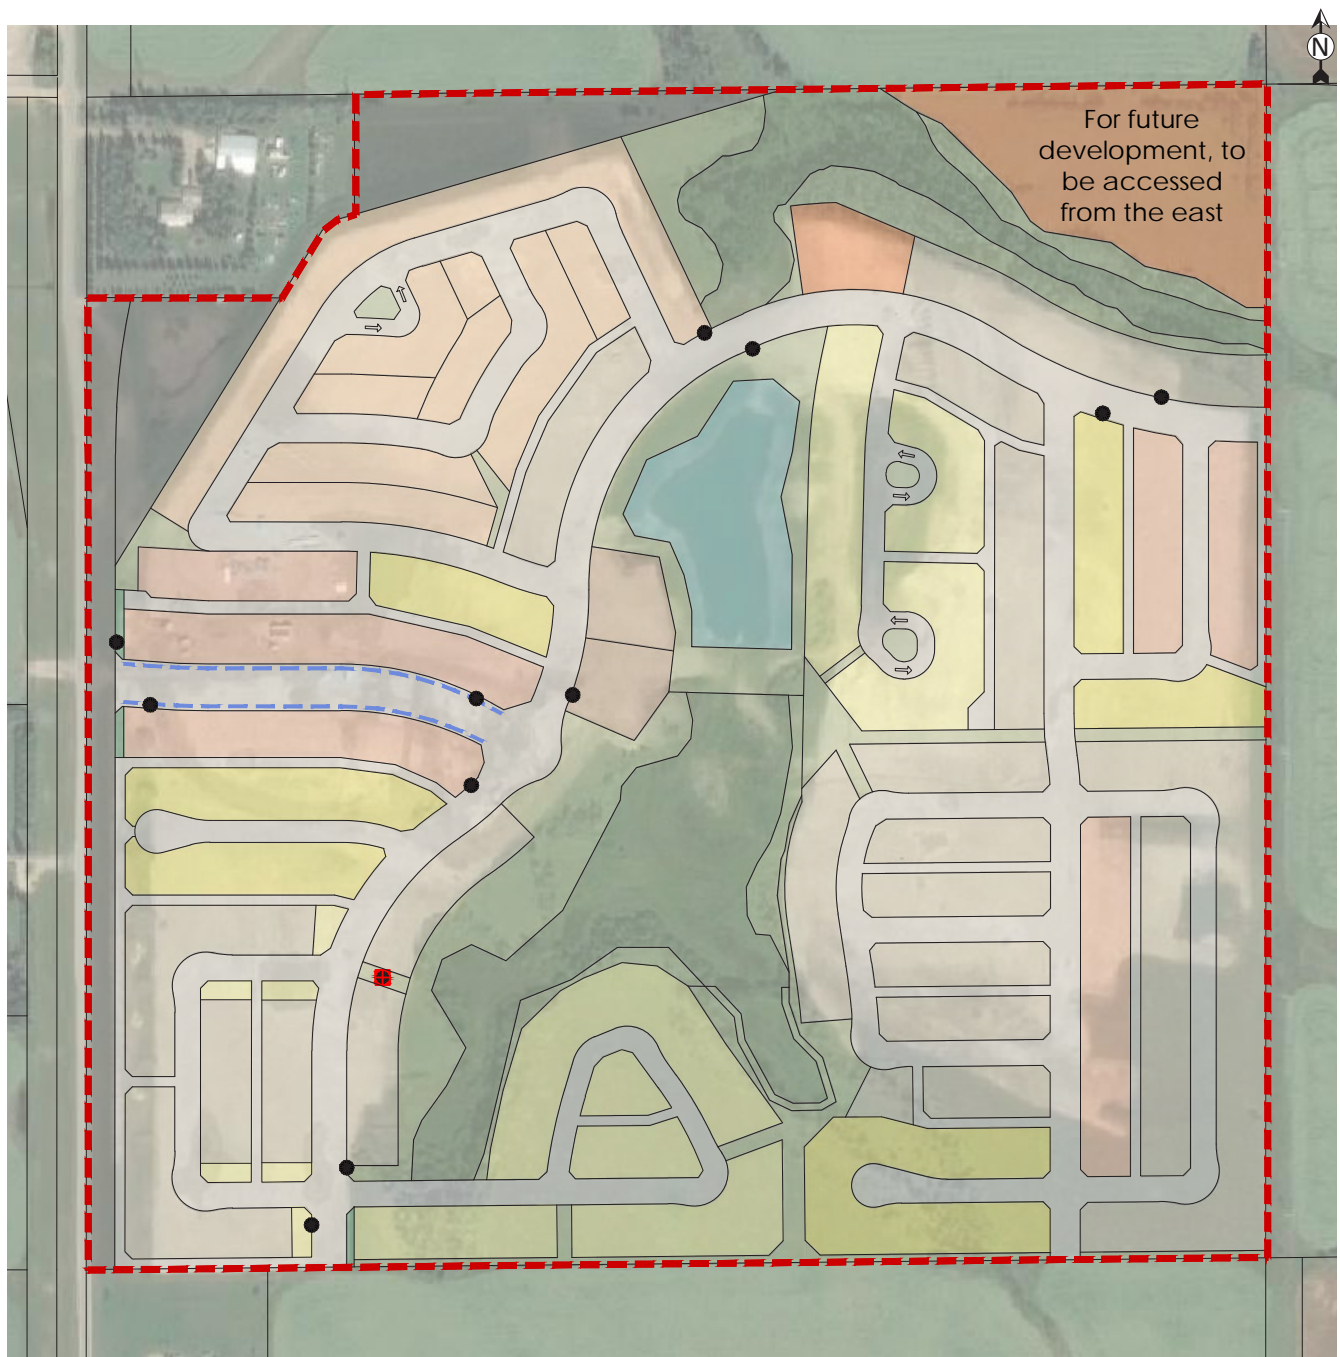 N
For future
development, to
be accessed
from the east